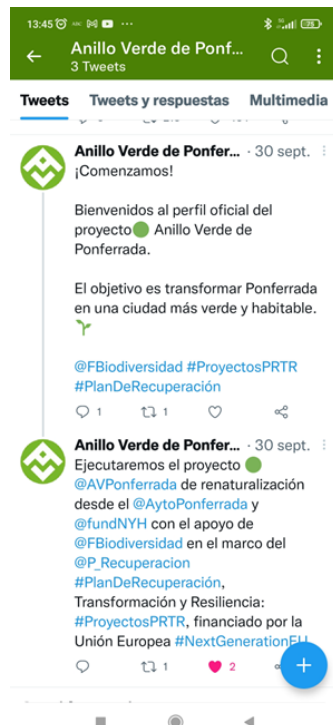 13:45
Anillo Verde de Ponf...
3 Tweets
Tweets Tweets y respuestas Multimedia
Anillo Verde de Ponfer... · 30 sept.
¡Comenzamos!
Bienvenidos al perfil oficial del
proyecto Anillo Verde de
Ponferrada.
El objetivo es transformar Ponferrada
en una ciudad más verde y habitable.
@FBiodiversidad #ProyectosPRTR
#PlanDeRecuperación
1 1
Anillo Verde de Ponfer... · 30 sept.
Ejecutaremos el proyecto
@AVPonferrada de renaturalización
desde el @AytoPonferrada y
@fundNYH con el apoyo de
@FBiodiversidad en el marco del
@P_Recuperacion
#PlanDeRecuperación,
Transformación y Resiliencia:
#ProyectosPRTR, financiado por la
Unión Europea #NextGenerationEU
1 2